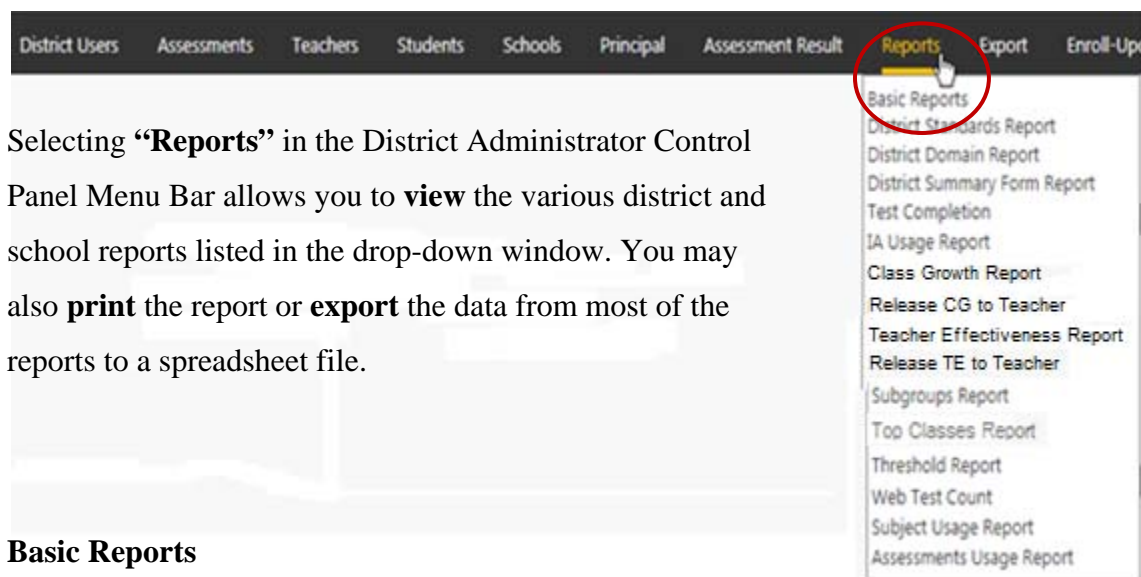 District Users Assessments Teachers Students Schools Principal Assessment Result Reports Export Enroll-Up
Selecting “Reports” in the District Administrator Control
Panel Menu Bar allows you to view the various district and
school reports listed in the drop-down window. You may
also print the report or export the data from most of the
reports to a spreadsheet file.
Basic Reports
District Standards Report
District Domain Report
District Summary Form Report
Test Completion
IA Usage Report
Class Growth Report
Release CG to Teacher
Teacher Effectiveness Report
Release TE to Teacher
Subgroups Report
Top Classes Report
Threshold Report
Web Test Count
Subject Usage Report
Assessments Usage Report
Basic Reports